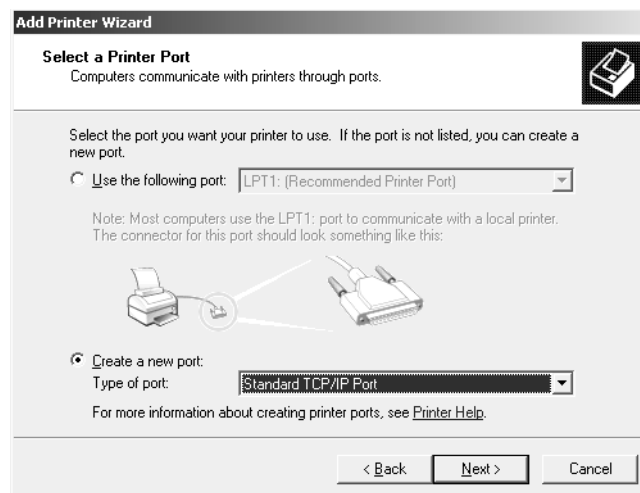 Add Printer Wizard
Select a Printer Port
Computers communicate with printers through ports.
Select the port you want your printer to use. If the port is not listed, you can create a
new port.
Use the following port: LPT1: (Recommended Printer Port)
Note: Most computers use the LPT1: port to communicate with a local printer.
The connector for this port should look something like this:
Create a new port:
Type of port: Standard TCP/IP Port
For more information about creating printer ports, see Printer Help.
< Back Next > Cancel